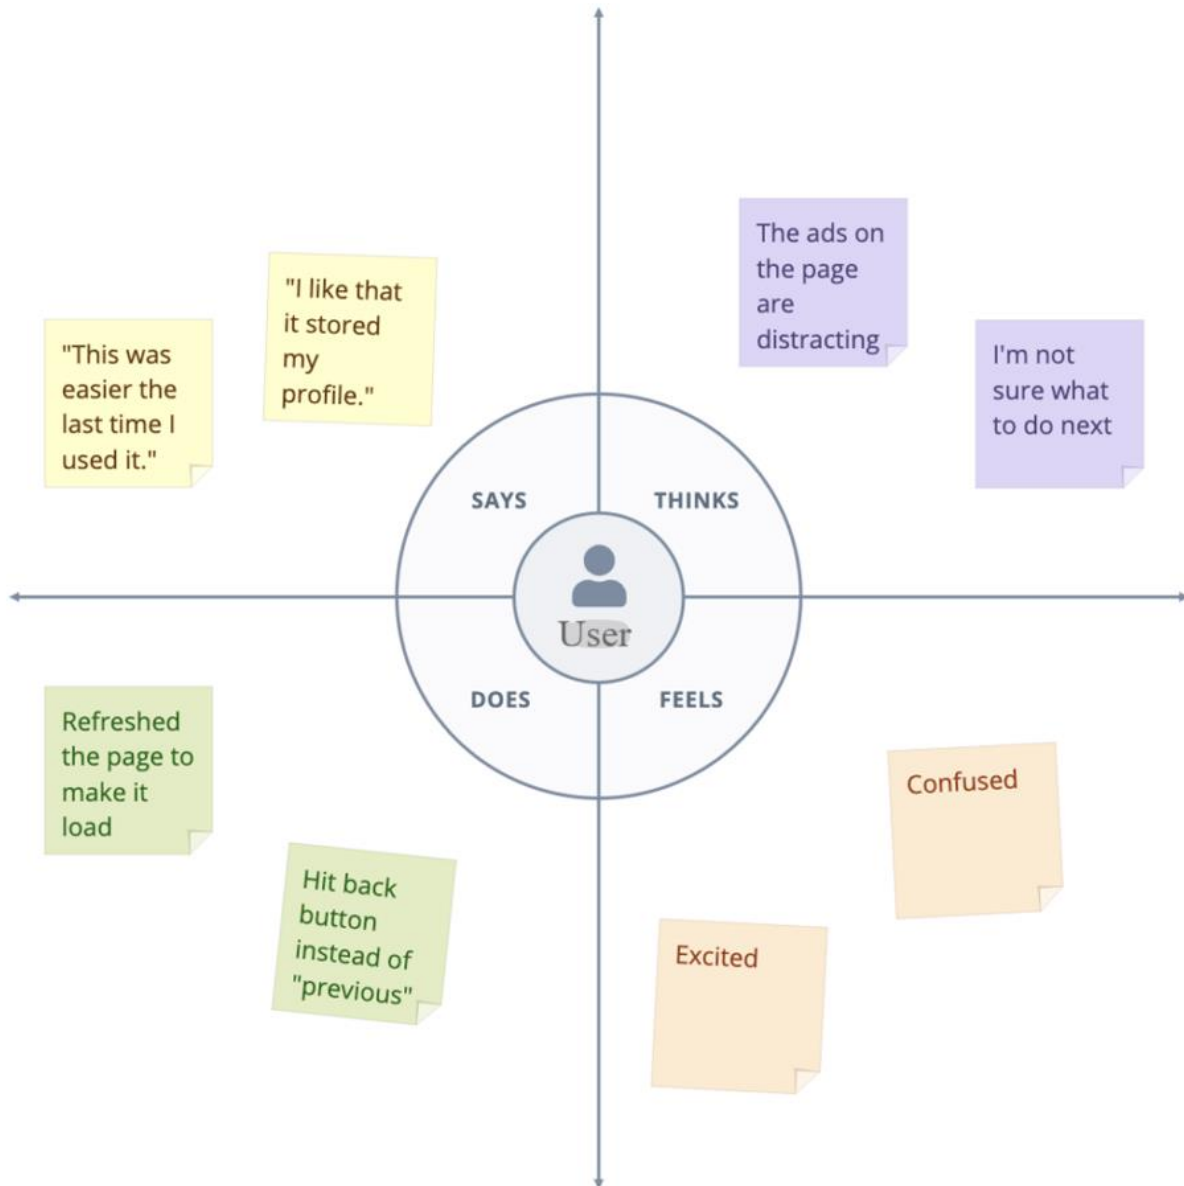 "This was
easier the
last time I
used it."
"I like that
it stored
my
profile."
The ads on
the page
are
distracting
I'm not
sure what
to do next
SAYS
THINKS
User
DOES
FEELS
Refreshed
the page to
make it
load
Hit back
button
instead of
"previous"
Confused
Excited